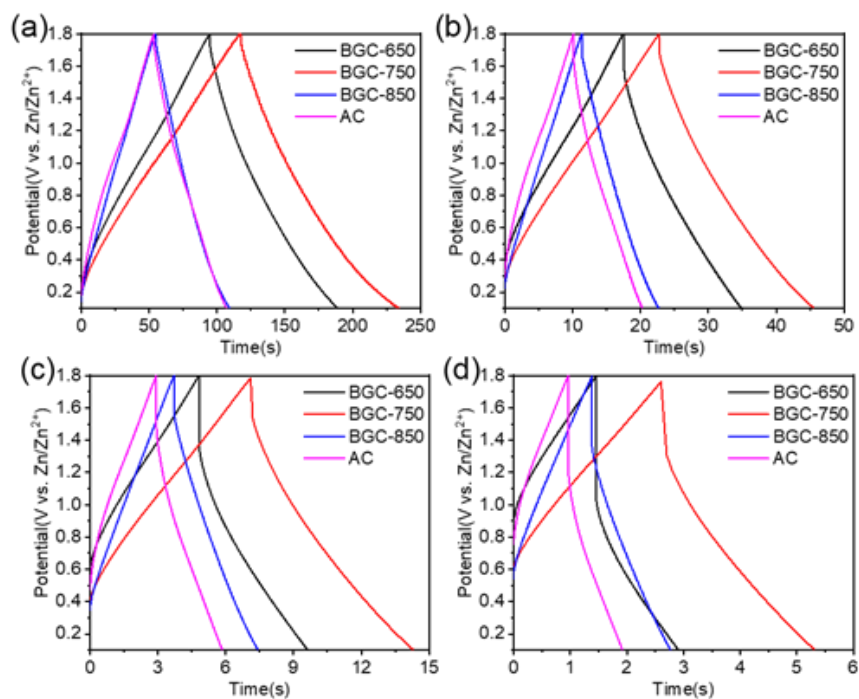 (a)
1.8
1.6
1.4
1.2
1.0
0.8
0.6
0.4
0.2
Potential(V vs. Zn/Zn²⁺)
BGC-650
BGC-750
BGC-850
AC
0 50 100 150 200 250
Time(s)
(b)
1.8
1.6
1.4
1.2
1.0
0.8
0.6
0.4
0.2
Potential(V vs. Zn/Zn²⁺)
BGC-650
BGC-750
BGC-850
AC
0 10 20 30 40 50
Time(s)
(c)
1.8
1.6
1.4
1.2
1.0
0.8
0.6
0.4
0.2
Potential(V vs. Zn/Zn²⁺)
BGC-650
BGC-750
BGC-850
AC
0 3 6 9 12 15
Time(s)
(d)
1.8
1.6
1.4
1.2
1.0
0.8
0.6
0.4
0.2
Potential(V vs. Zn/Zn²⁺)
BGC-650
BGC-750
BGC-850
AC
0 1 2 3 4 5 6
Time(s)